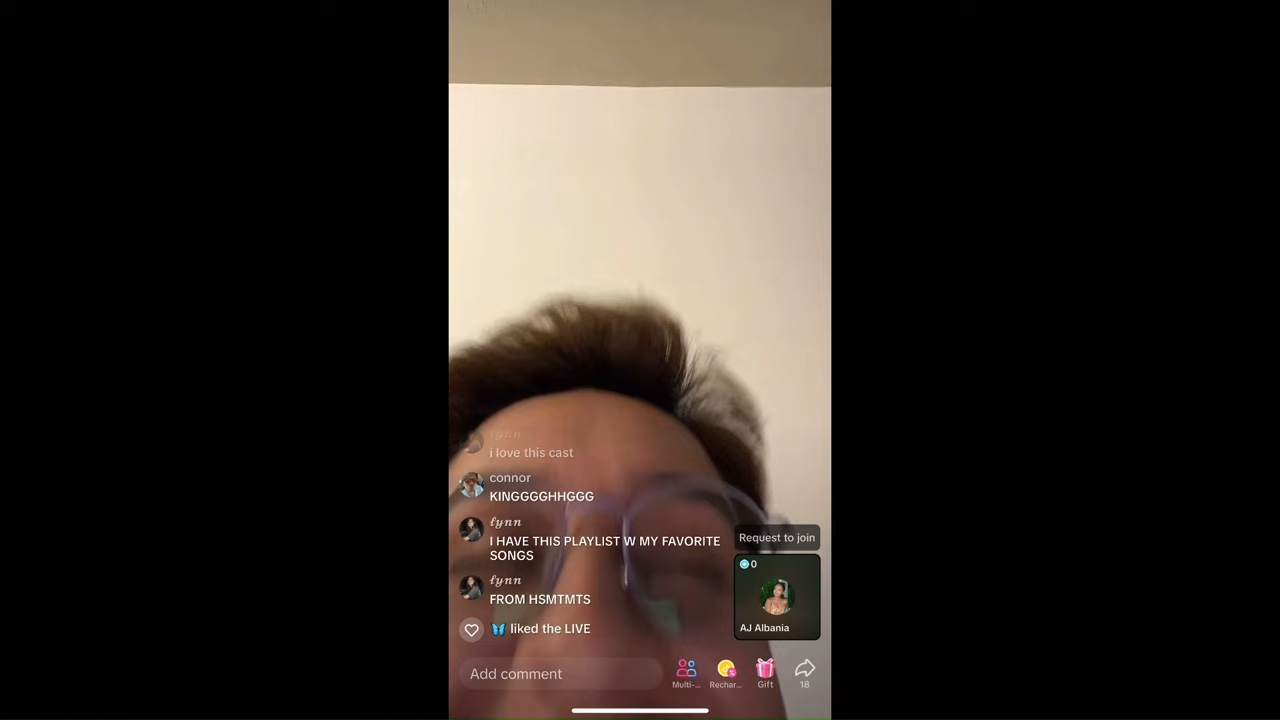 ℓynn
i love this cast
connor
KINGGGGHHGGG
ℓynn
I HAVE THIS PLAYLIST W MY FAVORITE
SONGS
ℓynn
FROM HSMTMTS
🦋 liked the LIVE
Request to join
0
AJ Albania
Add comment
Multi-...
Rechar...
Gift
18